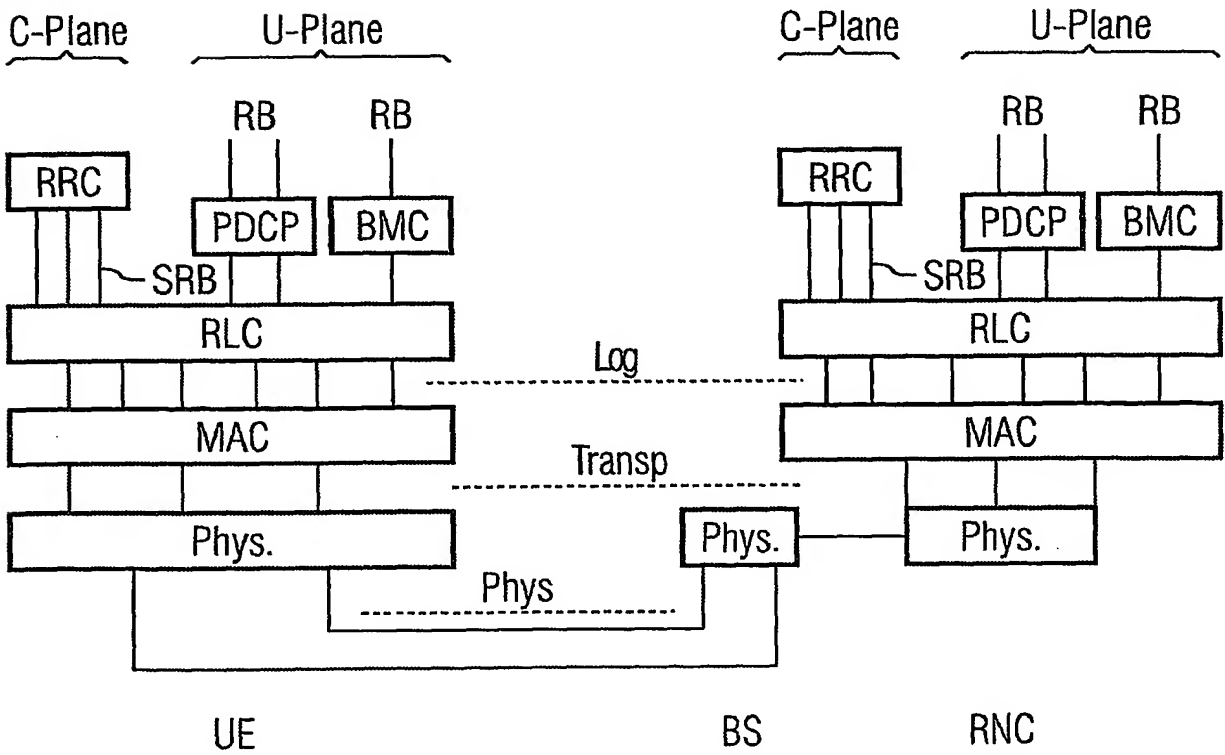 C-Plane U-Plane C-Plane U-Plane
RB RB RB RB
RRC RRC
PDCP BMC PDCP BMC
SRB SRB
RLC RLC
Log
MAC MAC
Transp
Phys. Phys. Phys.
Phys
UE BS RNC